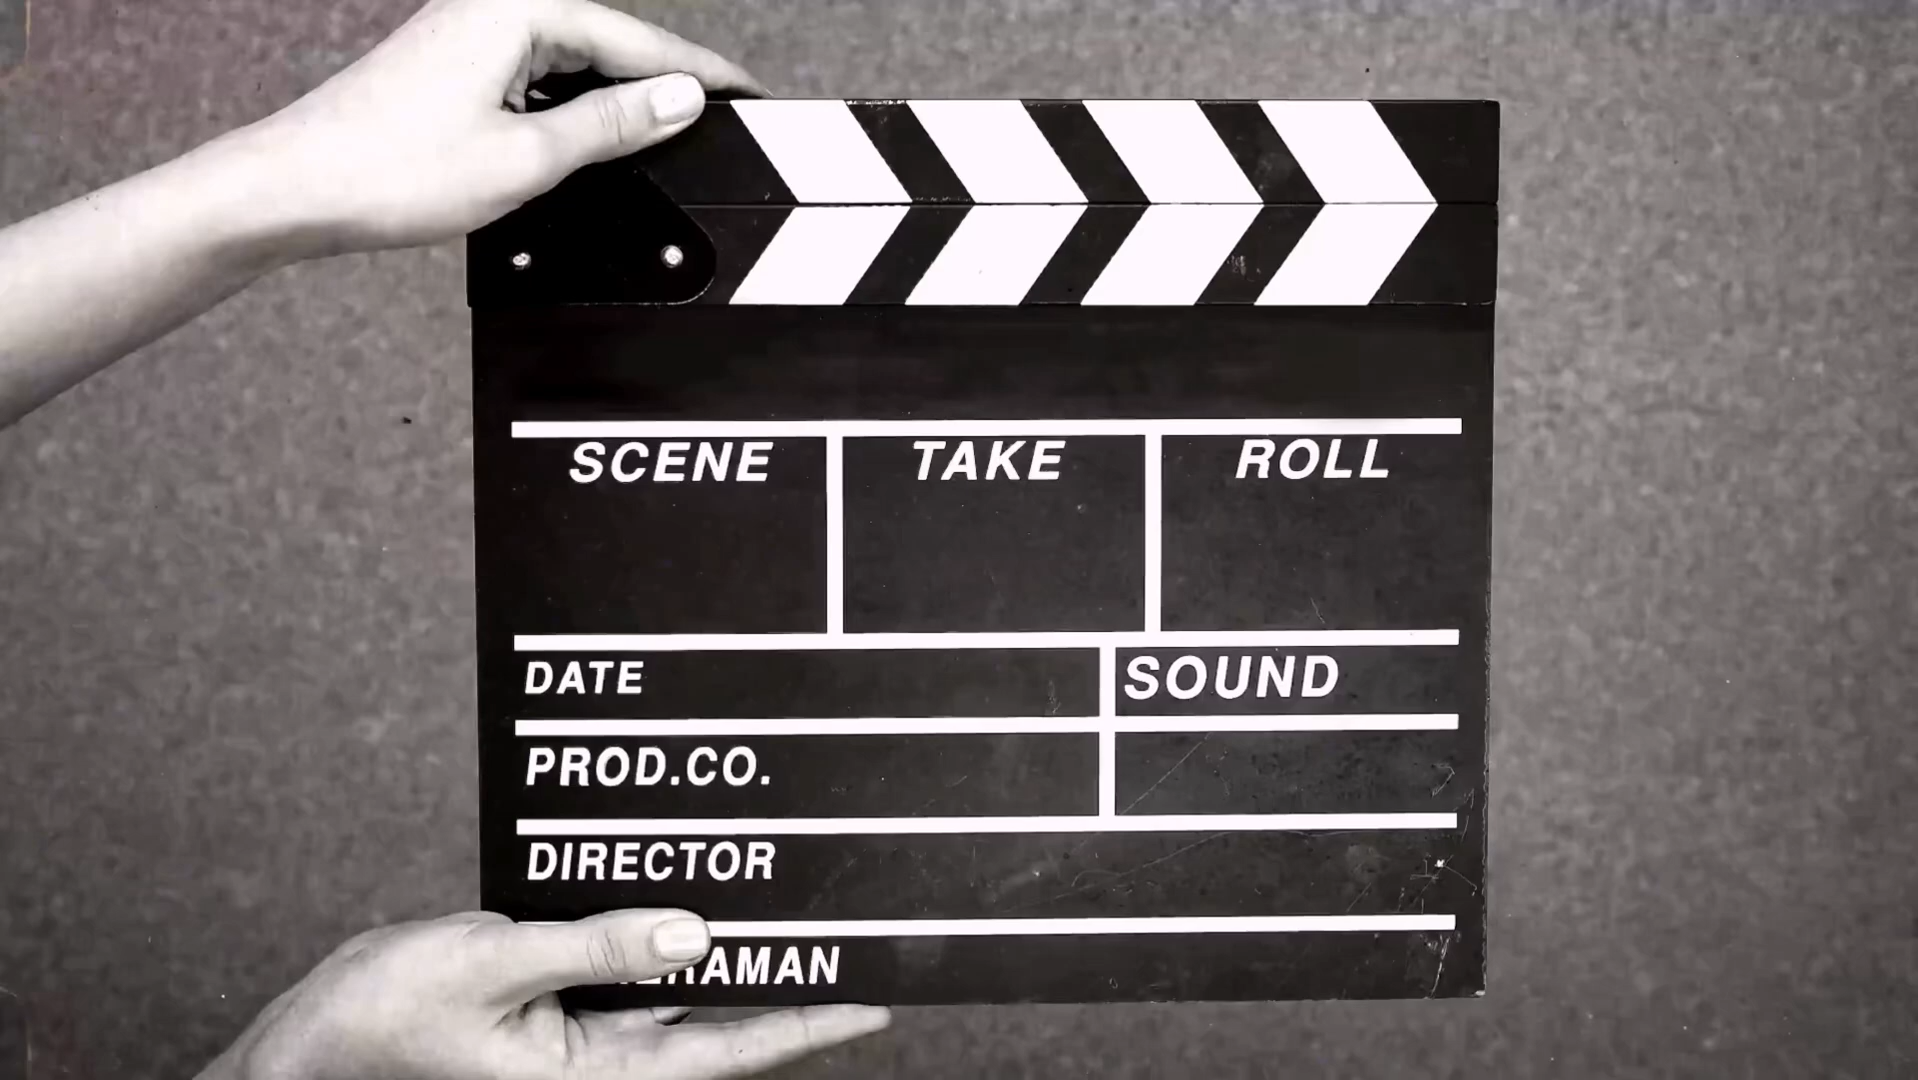 SCENE TAKE ROLL
DATE SOUND
PROD.CO.
DIRECTOR